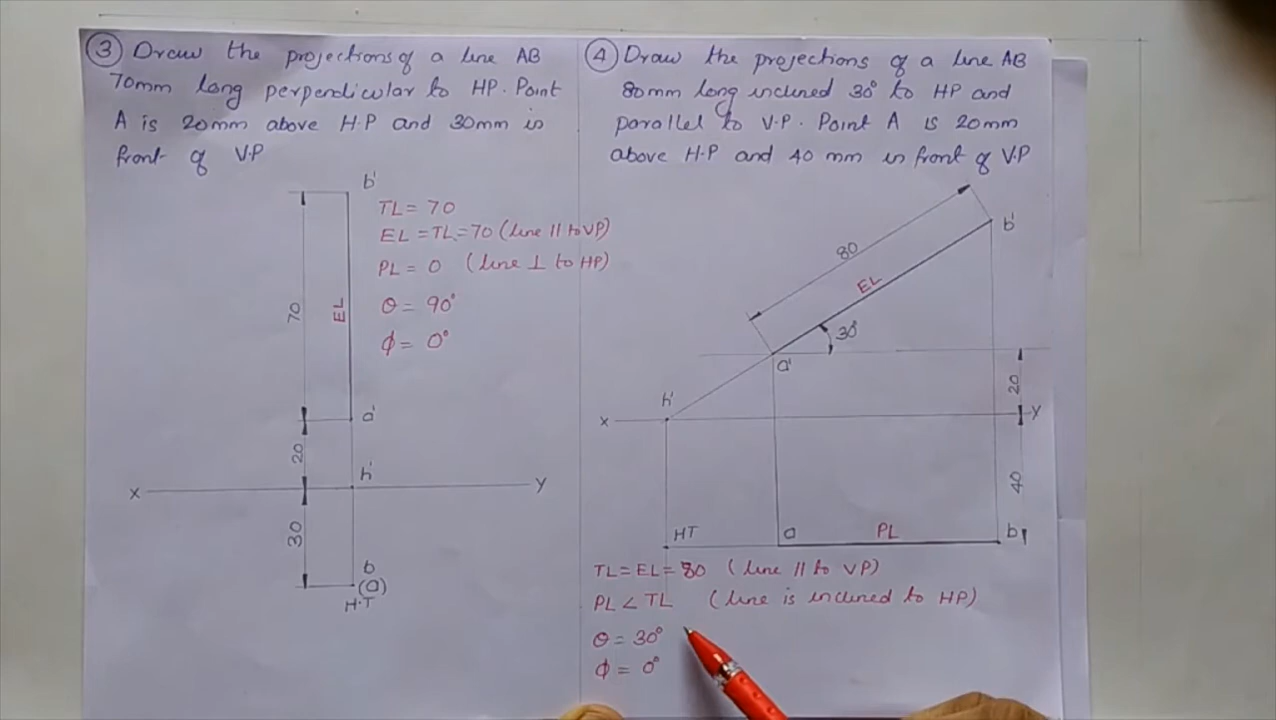 ③ Draw the projections of a line AB
70mm long perpendicular to HP. Point
A is 20mm above H.P and 30mm in
front of V.P
b'
TL = 70
EL = TL = 70 (line || to VP)
PL = 0 (line ⊥ to HP)
θ = 90°
ϕ = 0°
70
EL
a'
20
h'
X
Y
30
b
(a)
H.T
④ Draw the projections of a line AB
80mm long inclined 30° to HP and
parallel to V.P. Point A is 20mm
above H.P and 40 mm in front of V.P
b'
80
EL
30°
a'
20
h'
X
Y
40
HT
a
PL
b
TL = EL = 80 (line || to VP)
PL < TL (line is inclined to HP)
θ = 30°
ϕ = 0°